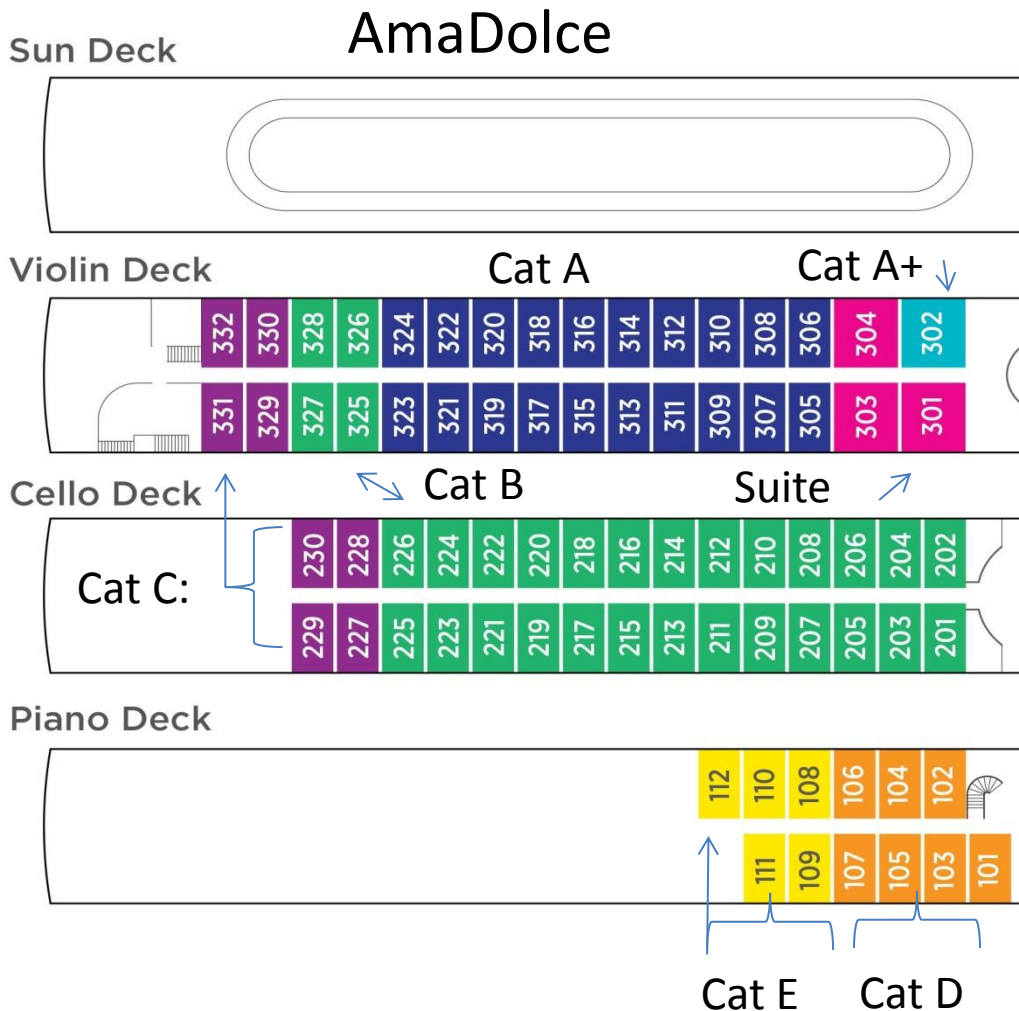 AmaDolce
Sun Deck
Violin Deck
Cat A
Cat A+
332 330 328 326 324 322 320 318 316 314 312 310 308 306 304 302
331 329 327 325 323 321 319 317 315 313 311 309 307 305 303 301
Cello Deck
Cat B
Suite
230 228 226 224 222 220 218 216 214 212 210 208 206 204 202
Cat C:
229 227 225 223 221 219 217 215 213 211 209 207 205 203 201
Piano Deck
112 110 108 106 104 102
111 109 107 105 103 101
Cat E
Cat D